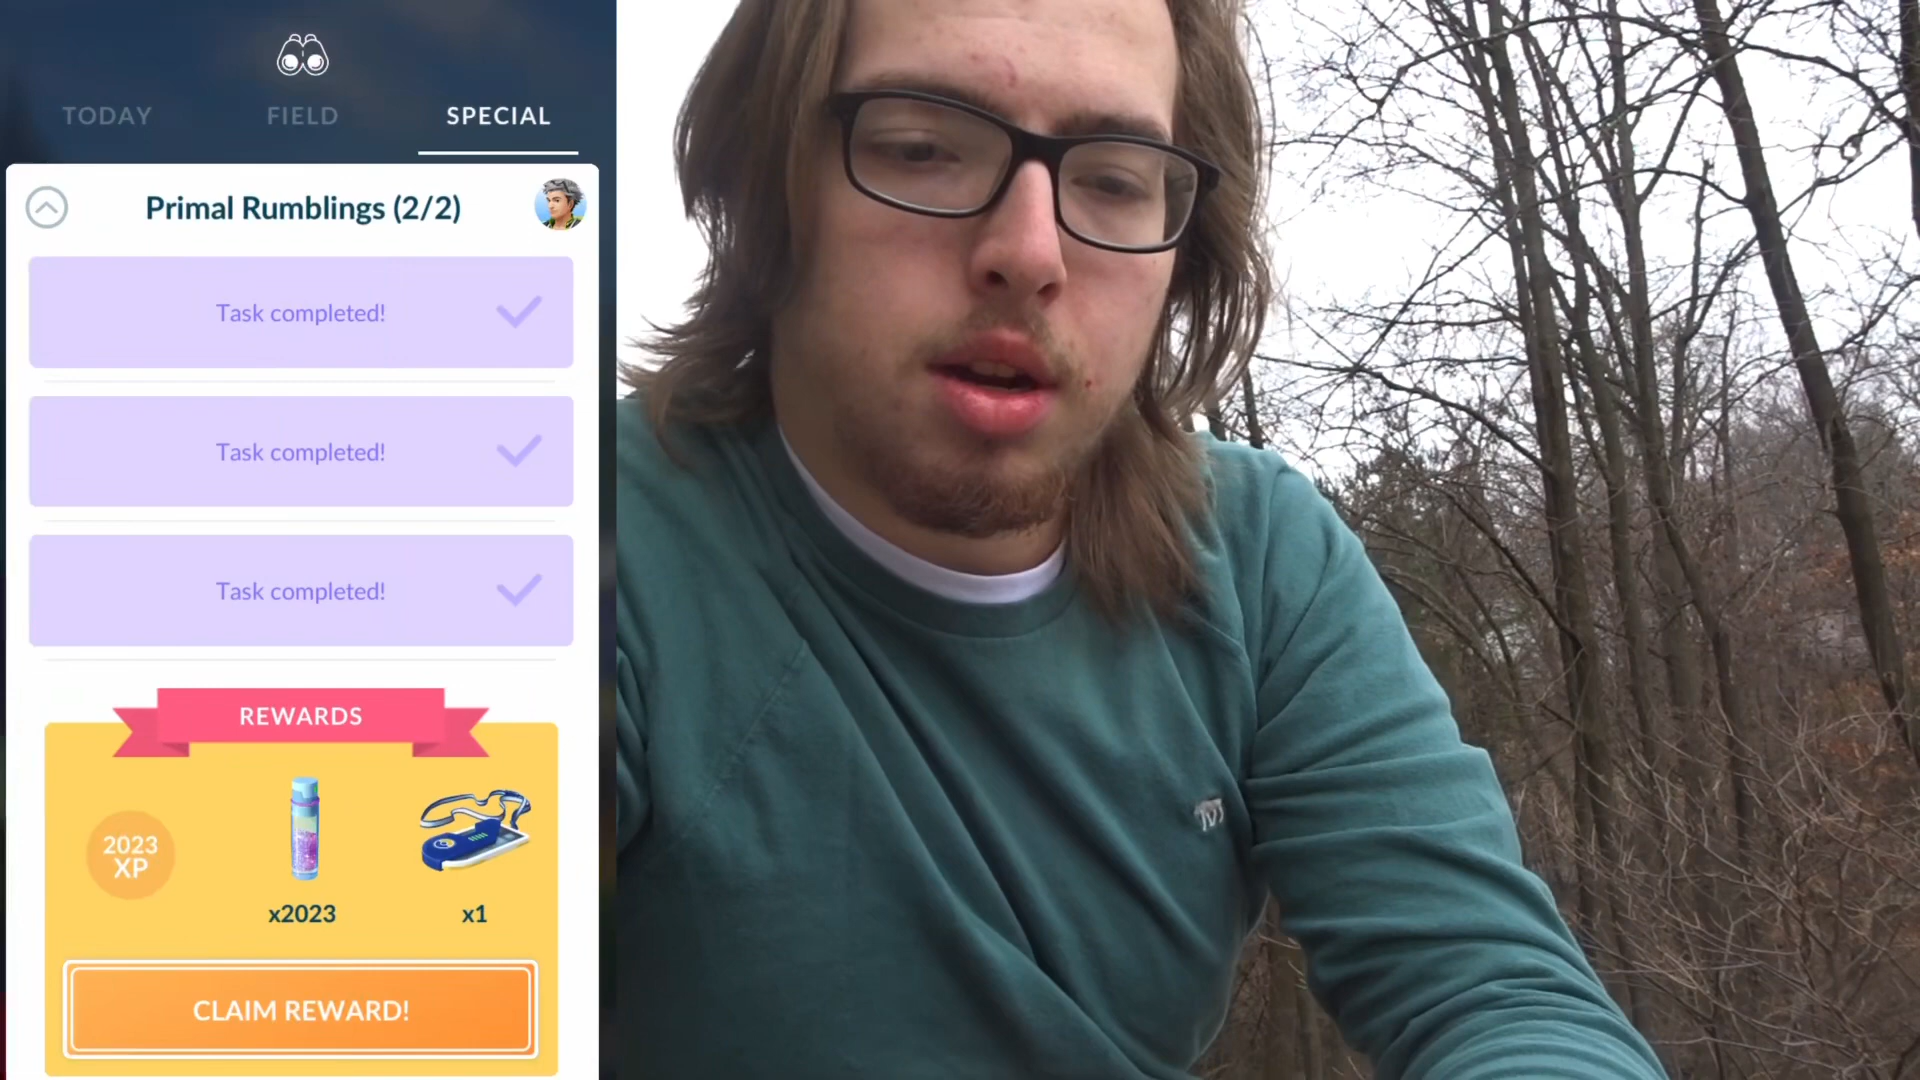 TODAY
FIELD
SPECIAL
Primal Rumblings (2/2)
Task completed!
Task completed!
Task completed!
REWARDS
2023
XP
x2023
x1
CLAIM REWARD!